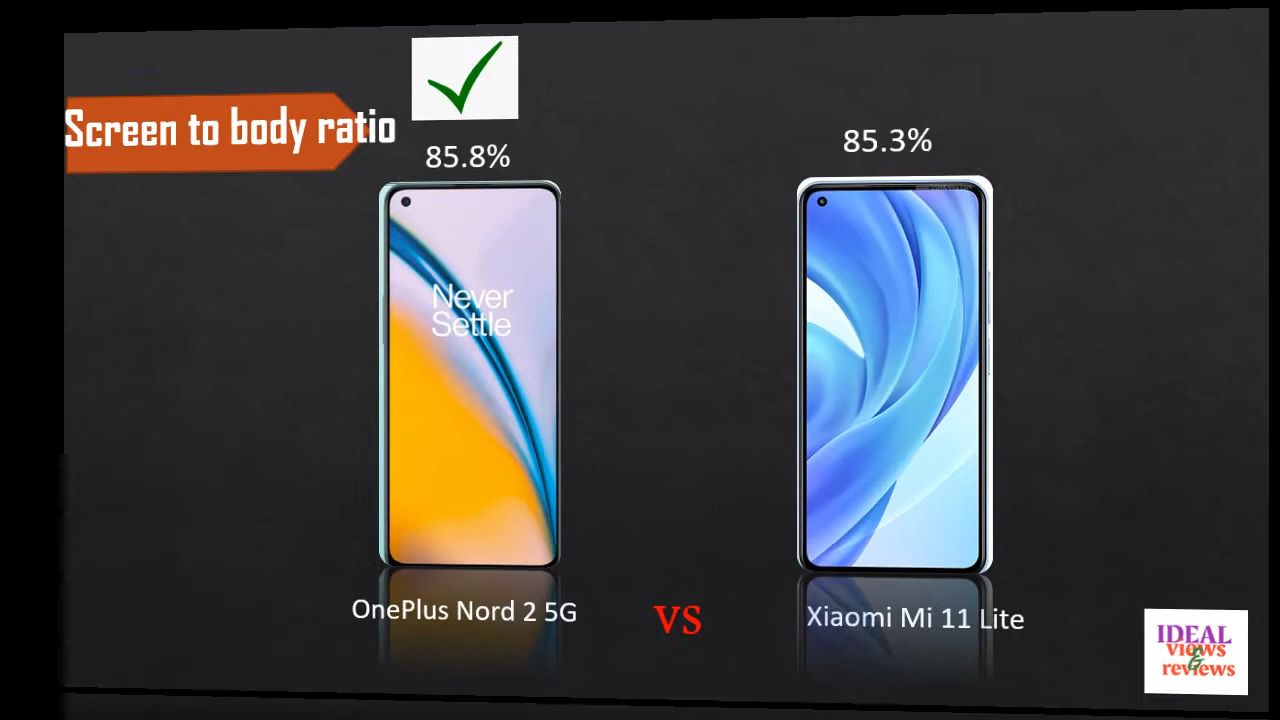 Screen to body ratio
85.8%
85.3%
Never
Settle
OnePlus Nord 2 5G
VS
Xiaomi Mi 11 Lite
IDEAL
views
&
reviews